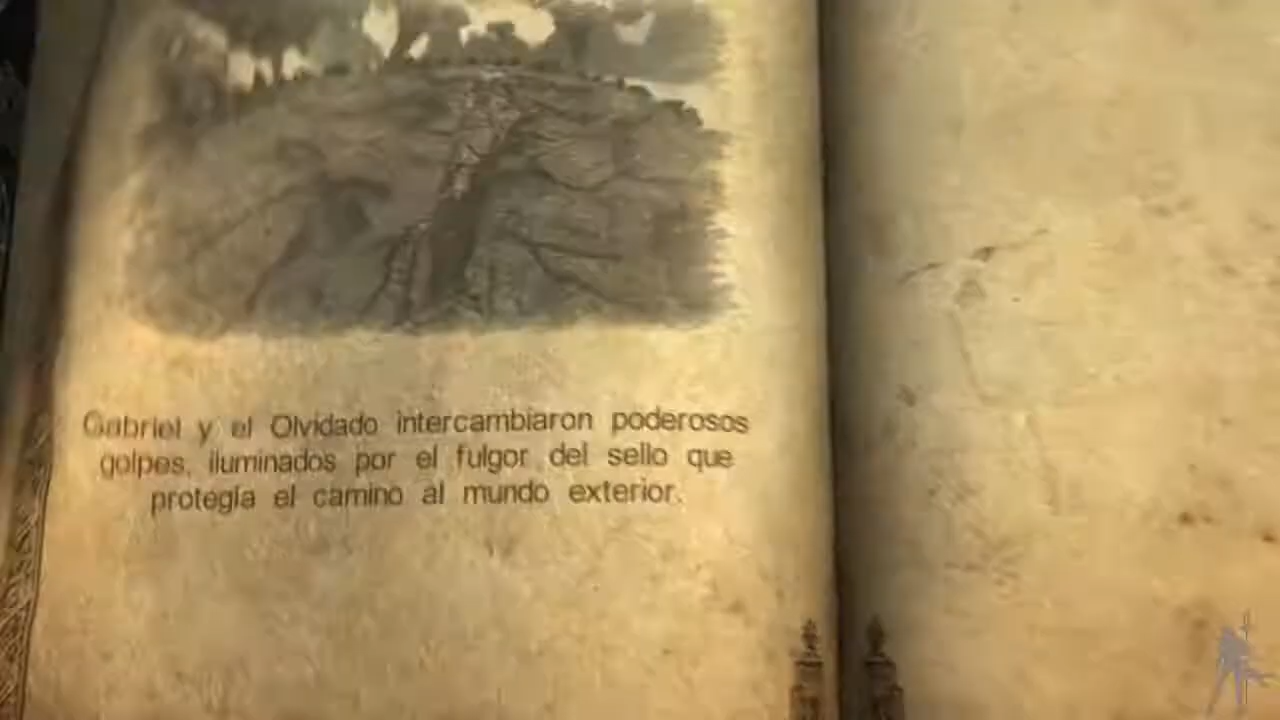 Gabriel y el Olvidado intercambiaron poderosos
golpes, iluminados por el fulgor del sello que
protegía el camino al mundo exterior.